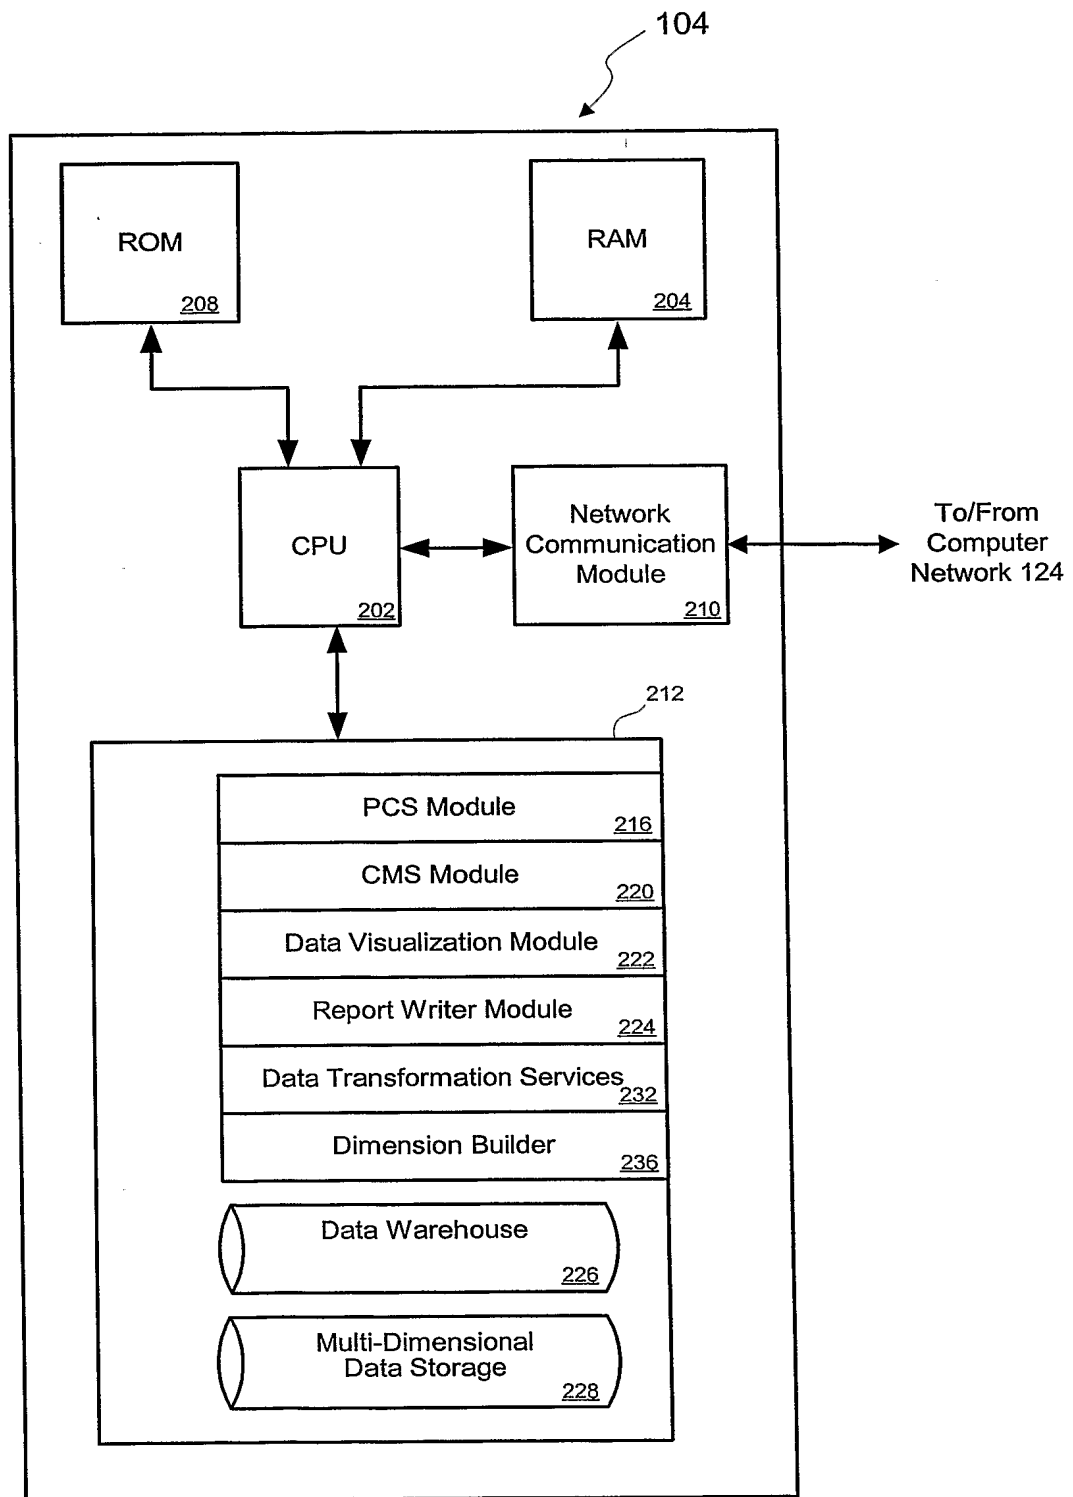 104
ROM
208
RAM
204
CPU
202
Network
Communication
Module
210
To/From
Computer
Network 124
212
PCS Module
216
CMS Module
220
Data Visualization Module
222
Report Writer Module
224
Data Transformation Services
232
Dimension Builder
236
Data Warehouse
226
Multi-Dimensional
Data Storage
228